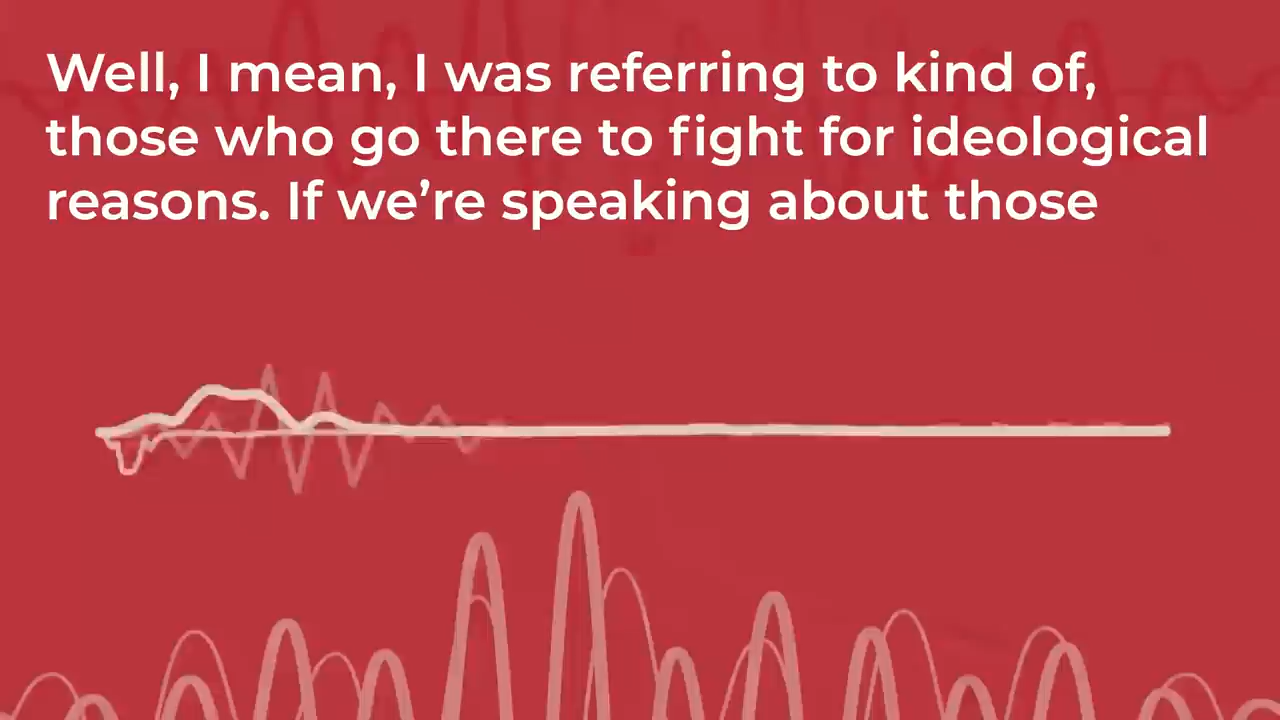 Well, I mean, I was referring to kind of,
those who go there to fight for ideological
reasons. If we’re speaking about those